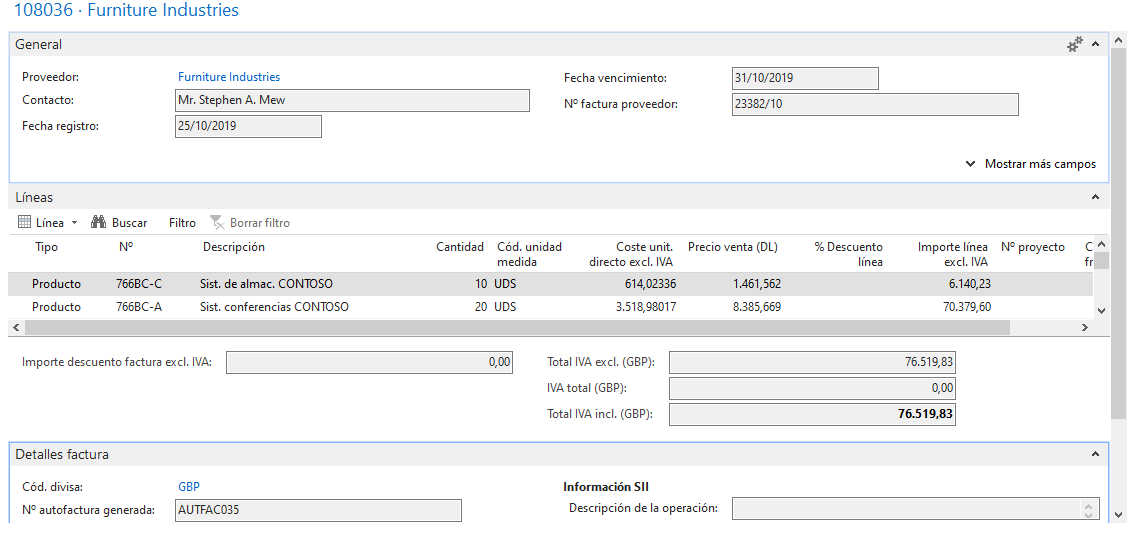 108036 · Furniture Industries
General
Proveedor: Furniture Industries
Contacto: Mr. Stephen A. Mew
Fecha registro: 25/10/2019
Fecha vencimiento: 31/10/2019
Nº factura proveedor: 23382/10
Mostrar más campos
Líneas
Línea Buscar Filtro Borrar filtro
Tipo Nº Descripción Cantidad Cód. unidad medida Coste unit. directo excl. IVA Precio venta (DL) % Descuento línea Importe línea excl. IVA Nº proyecto C fr
Producto 766BC-C Sist. de almac. CONTOSO 10 UDS 614,02336 1.461,562 6.140,23
Producto 766BC-A Sist. conferencias CONTOSO 20 UDS 3.518,98017 8.385,669 70.379,60
Importe descuento factura excl. IVA: 0,00
Total IVA excl. (GBP): 76.519,83
IVA total (GBP): 0,00
Total IVA incl. (GBP): 76.519,83
Detalles factura
Cód. divisa: GBP
Nº autofactura generada: AUTFAC035
Información SII
Descripción de la operación: